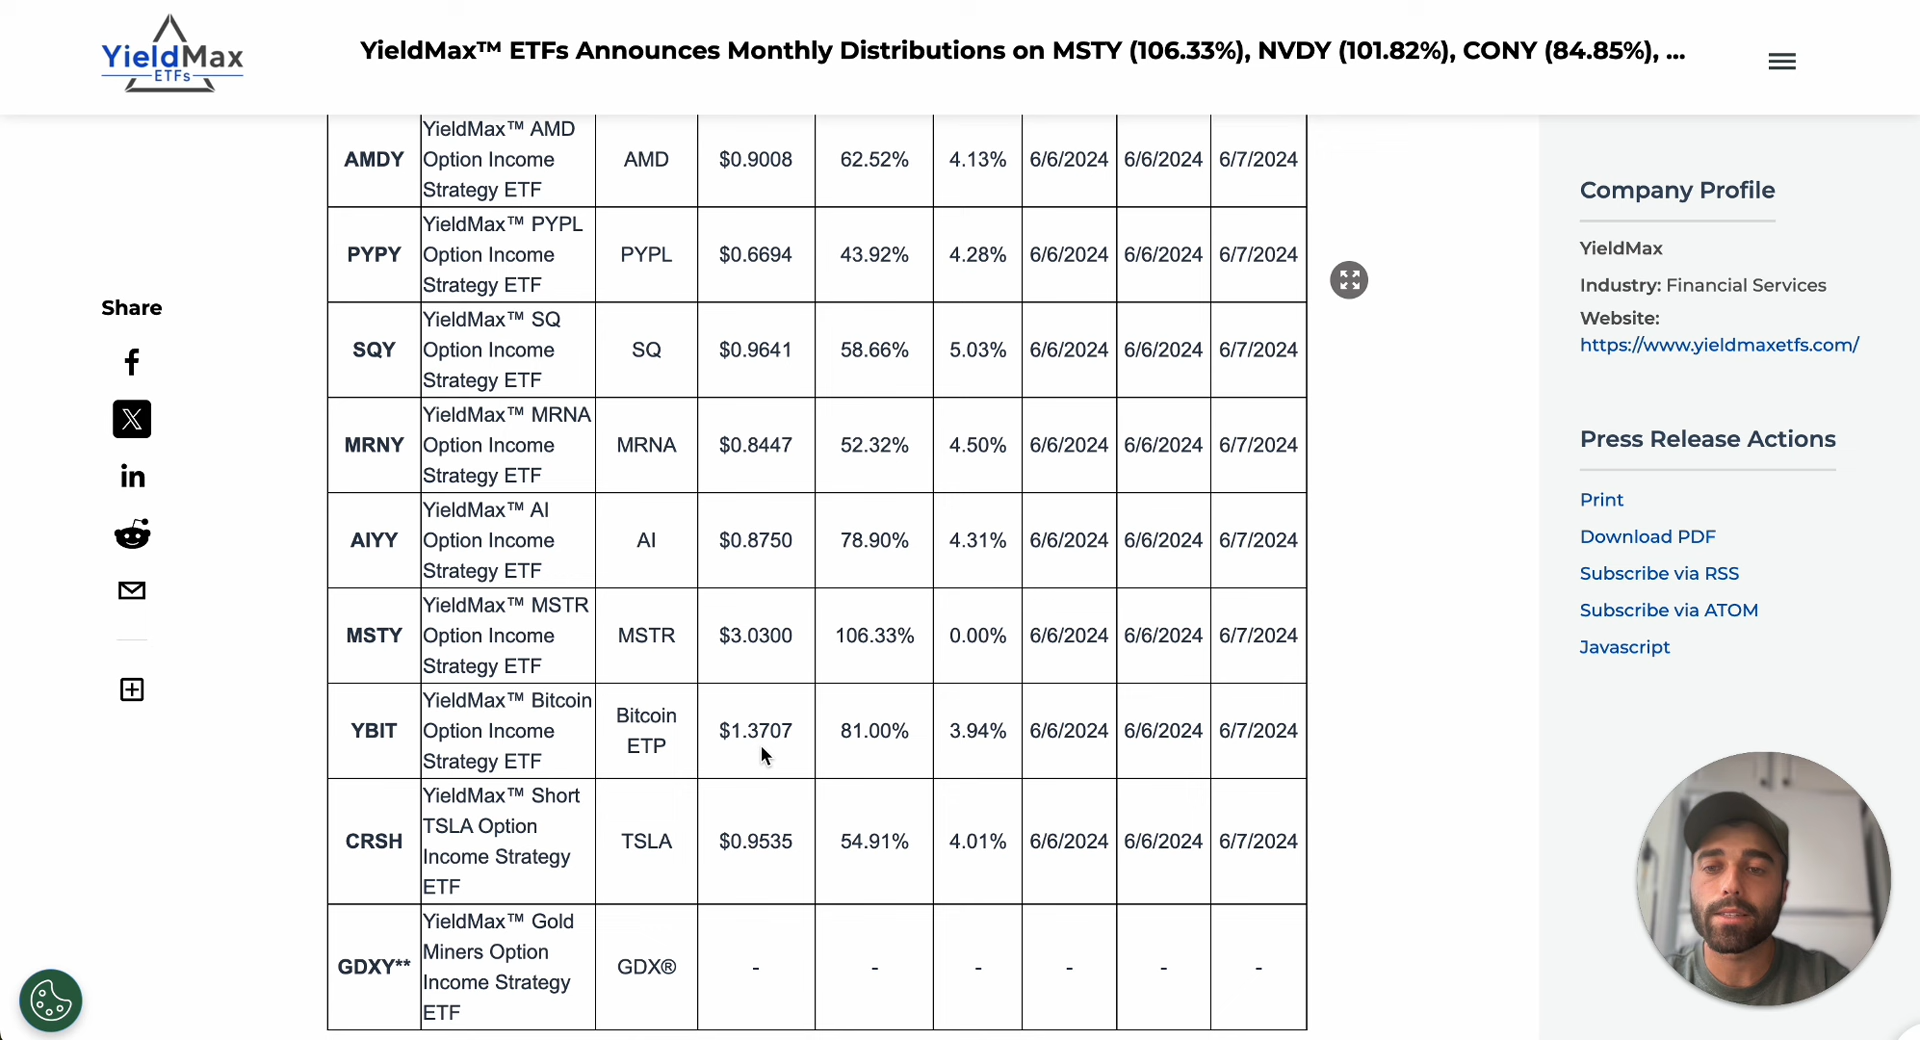 YieldMax
ETFs
YieldMax™ ETFs Announces Monthly Distributions on MSTY (106.33%), NVDY (101.82%), CONY (84.85%), ...
Share
AMDY
YieldMax™ AMD
Option Income
Strategy ETF
AMD
$0.9008
62.52%
4.13%
6/6/2024
6/6/2024
6/7/2024
PYPY
YieldMax™ PYPL
Option Income
Strategy ETF
PYPL
$0.6694
43.92%
4.28%
6/6/2024
6/6/2024
6/7/2024
SQY
YieldMax™ SQ
Option Income
Strategy ETF
SQ
$0.9641
58.66%
5.03%
6/6/2024
6/6/2024
6/7/2024
MRNY
YieldMax™ MRNA
Option Income
Strategy ETF
MRNA
$0.8447
52.32%
4.50%
6/6/2024
6/6/2024
6/7/2024
AIYY
YieldMax™ AI
Option Income
Strategy ETF
AI
$0.8750
78.90%
4.31%
6/6/2024
6/6/2024
6/7/2024
MSTY
YieldMax™ MSTR
Option Income
Strategy ETF
MSTR
$3.0300
106.33%
0.00%
6/6/2024
6/6/2024
6/7/2024
YBIT
YieldMax™ Bitcoin
Option Income
Strategy ETF
Bitcoin
ETP
$1.3707
81.00%
3.94%
6/6/2024
6/6/2024
6/7/2024
CRSH
YieldMax™ Short
TSLA Option
Income Strategy
ETF
TSLA
$0.9535
54.91%
4.01%
6/6/2024
6/6/2024
6/7/2024
GDXY**
YieldMax™ Gold
Miners Option
Income Strategy
ETF
GDX®
-
-
-
-
-
-
Company Profile
YieldMax
Industry: Financial Services
Website:
https://www.yieldmaxetfs.com/
Press Release Actions
Print
Download PDF
Subscribe via RSS
Subscribe via ATOM
Javascript